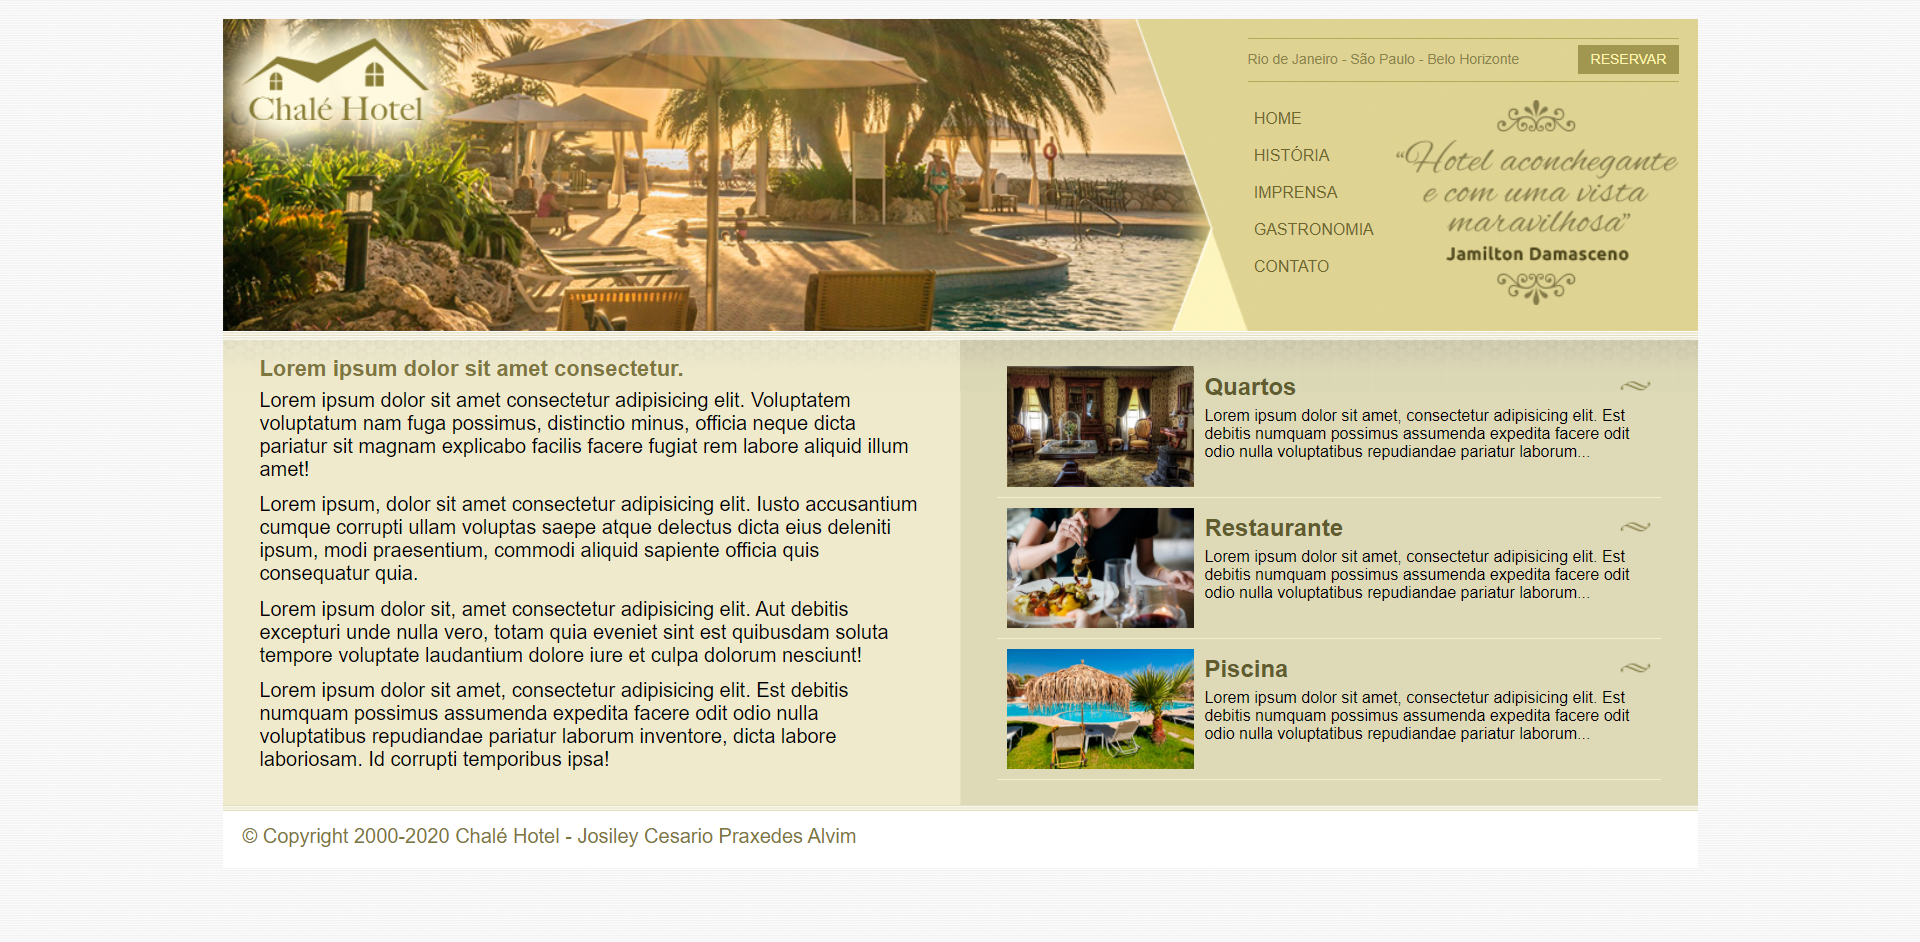 Chalé Hotel
Rio de Janeiro - São Paulo - Belo Horizonte
RESERVAR
HOME
HISTÓRIA
IMPRENSA
GASTRONOMIA
CONTATO
“Hotel aconchegante
e com uma vista
maravilhosa”
Jamilton Damasceno
Lorem ipsum dolor sit amet consectetur.
Lorem ipsum dolor sit amet consectetur adipisicing elit. Voluptatem
voluptatum nam fuga possimus, distinctio minus, officia neque dicta
pariatur sit magnam explicabo facilis facere fugiat rem labore aliquid illum
amet!
Lorem ipsum, dolor sit amet consectetur adipisicing elit. Iusto accusantium
cumque corrupti ullam voluptas saepe atque delectus dicta eius deleniti
ipsum, modi praesentium, commodi aliquid sapiente officia quis
consequatur quia.
Lorem ipsum dolor sit, amet consectetur adipisicing elit. Aut debitis
excepturi unde nulla vero, totam quia eveniet sint est quibusdam soluta
tempore voluptate laudantium dolore iure et culpa dolorum nesciunt!
Lorem ipsum dolor sit amet, consectetur adipisicing elit. Est debitis
numquam possimus assumenda expedita facere odit odio nulla
voluptatibus repudiandae pariatur laborum inventore, dicta labore
laboriosam. Id corrupti temporibus ipsa!
Quartos
Lorem ipsum dolor sit amet, consectetur adipisicing elit. Est
debitis numquam possimus assumenda expedita facere odit
odio nulla voluptatibus repudiandae pariatur laborum...
Restaurante
Lorem ipsum dolor sit amet, consectetur adipisicing elit. Est
debitis numquam possimus assumenda expedita facere odit
odio nulla voluptatibus repudiandae pariatur laborum...
Piscina
Lorem ipsum dolor sit amet, consectetur adipisicing elit. Est
debitis numquam possimus assumenda expedita facere odit
odio nulla voluptatibus repudiandae pariatur laborum...
© Copyright 2000-2020 Chalé Hotel - Josiley Cesario Praxedes Alvim